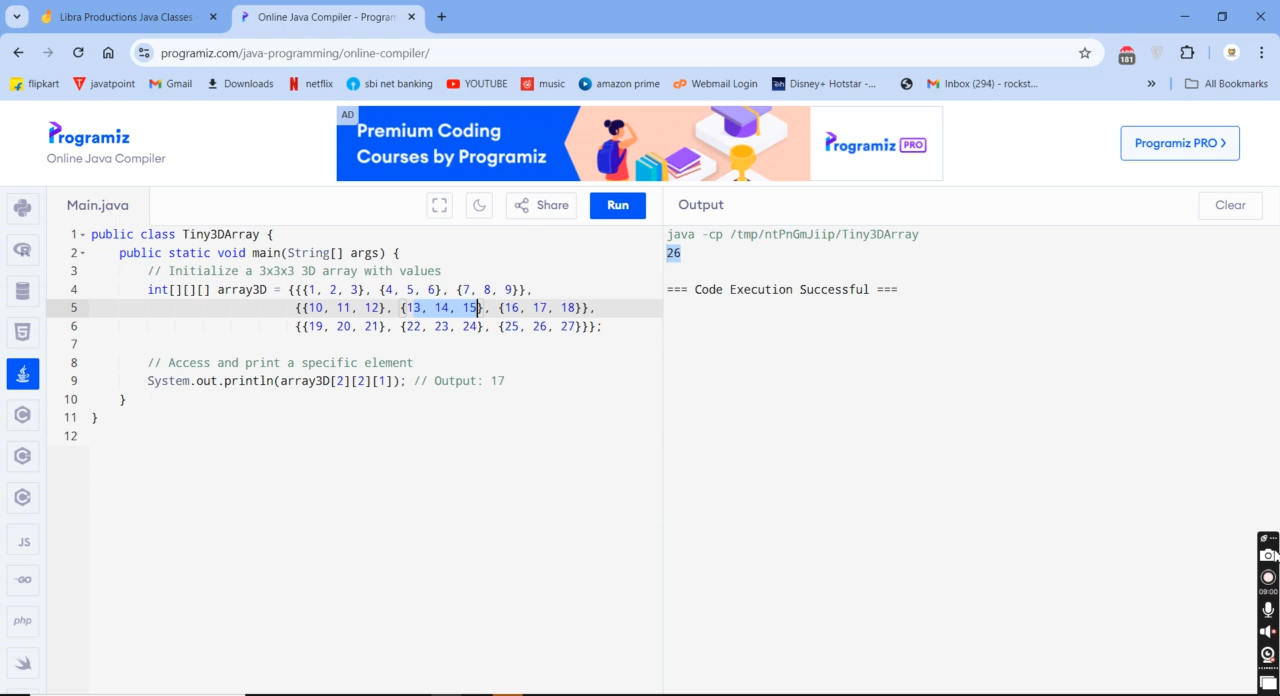 Libra Productions Java Classes
Online Java Compiler - Program
programiz.com/java-programming/online-compiler/
181
flipkart
javatpoint
Gmail
Downloads
netflix
sbi net banking
YOUTUBE
music
amazon prime
Webmail Login
Disney+ Hotstar -...
Inbox (294) - rockst...
»
All Bookmarks
Programiz
Online Java Compiler
AD
Premium Coding
Courses by Programiz
Programiz PRO
Programiz PRO >
Main.java
Share
Run
Output
Clear
1 public class Tiny3DArray {
2 public static void main(String[] args) {
3 // Initialize a 3x3x3 3D array with values
4 int[][][] array3D = {{{1, 2, 3}, {4, 5, 6}, {7, 8, 9}},
5 {{10, 11, 12}, {13, 14, 15}, {16, 17, 18}},
6 {{19, 20, 21}, {22, 23, 24}, {25, 26, 27}}};
7
8 // Access and print a specific element
9 System.out.println(array3D[2][2][1]); // Output: 17
10 }
11 }
12
java -cp /tmp/ntPnGmJiip/Tiny3DArray
26
=== Code Execution Successful ===
JS
GO
php
09:00